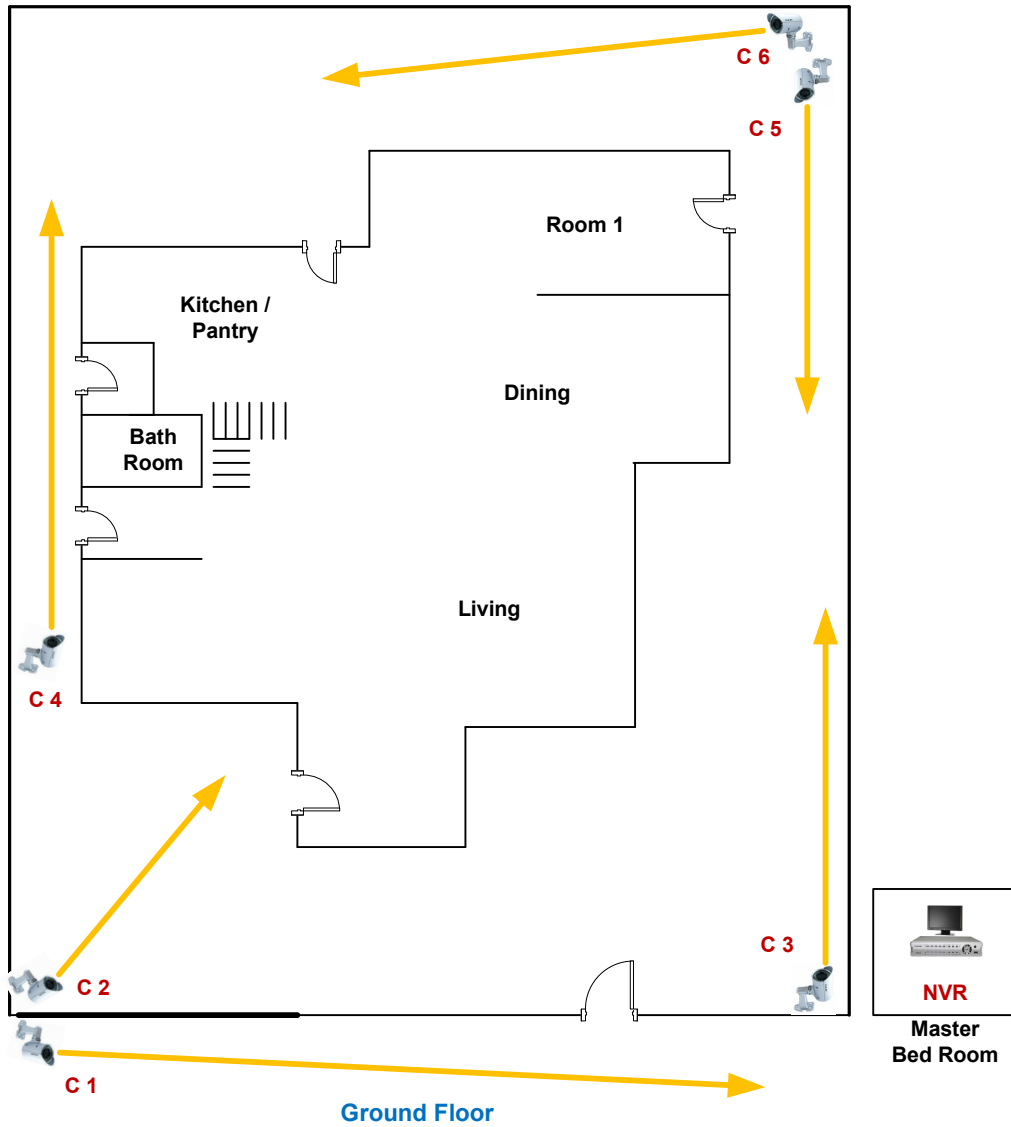 C 6
C 5
Room 1
Kitchen /
Pantry
Dining
Bath
Room
Living
C 4
C 3
C 2
NVR
Master
Bed Room
C 1
Ground Floor